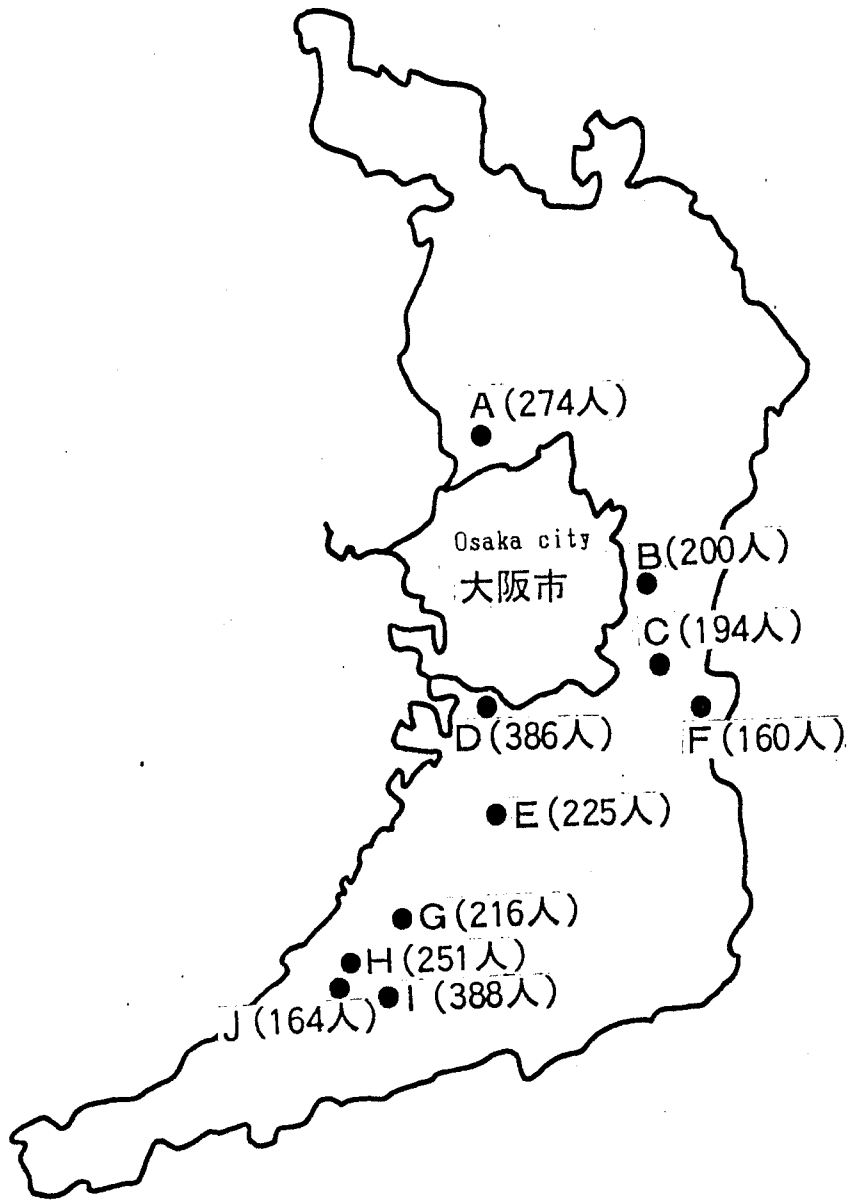 A(274人)
Osaka city
大阪市
B(200人)
C(194人)
D(386人)
F(160人)
E(225人)
G(216人)
H(251人)
I(388人)
J(164人)